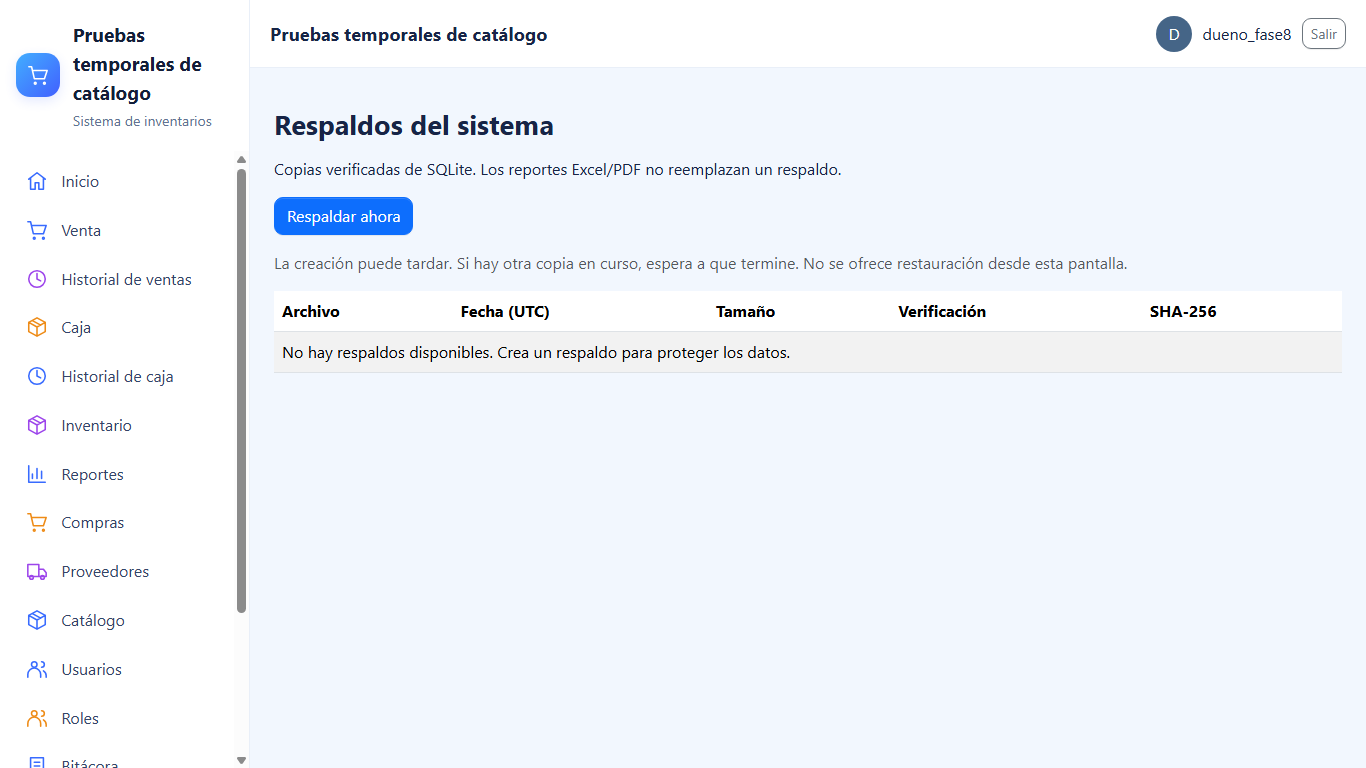 Pruebas
temporales de
catálogo
Sistema de inventarios
Inicio
Venta
Historial de ventas
Caja
Historial de caja
Inventario
Reportes
Compras
Proveedores
Catálogo
Usuarios
Roles
Bitácora
Pruebas temporales de catálogo
D dueno_fase8 Salir
Respaldos del sistema
Copias verificadas de SQLite. Los reportes Excel/PDF no reemplazan un respaldo.
Respaldar ahora
La creación puede tardar. Si hay otra copia en curso, espera a que termine. No se ofrece restauración desde esta pantalla.
Archivo Fecha (UTC) Tamaño Verificación SHA-256
No hay respaldos disponibles. Crea un respaldo para proteger los datos.